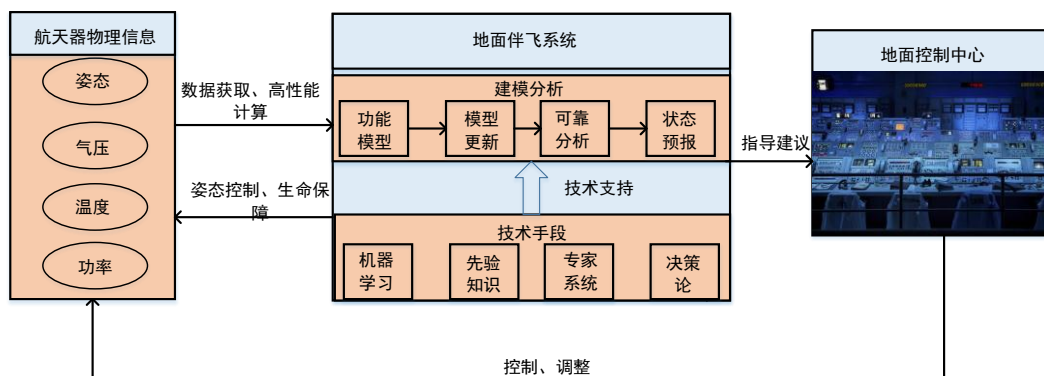 航天器物理信息
姿态
气压
温度
功率
数据获取、高性能
计算
姿态控制、生命保
障
地面伴飞系统
建模分析
功能
模型
模型
更新
可靠
分析
状态
预报
技术支持
技术手段
机器
学习
先验
知识
专家
系统
决策
论
指导建议
地面控制中心
控制、调整